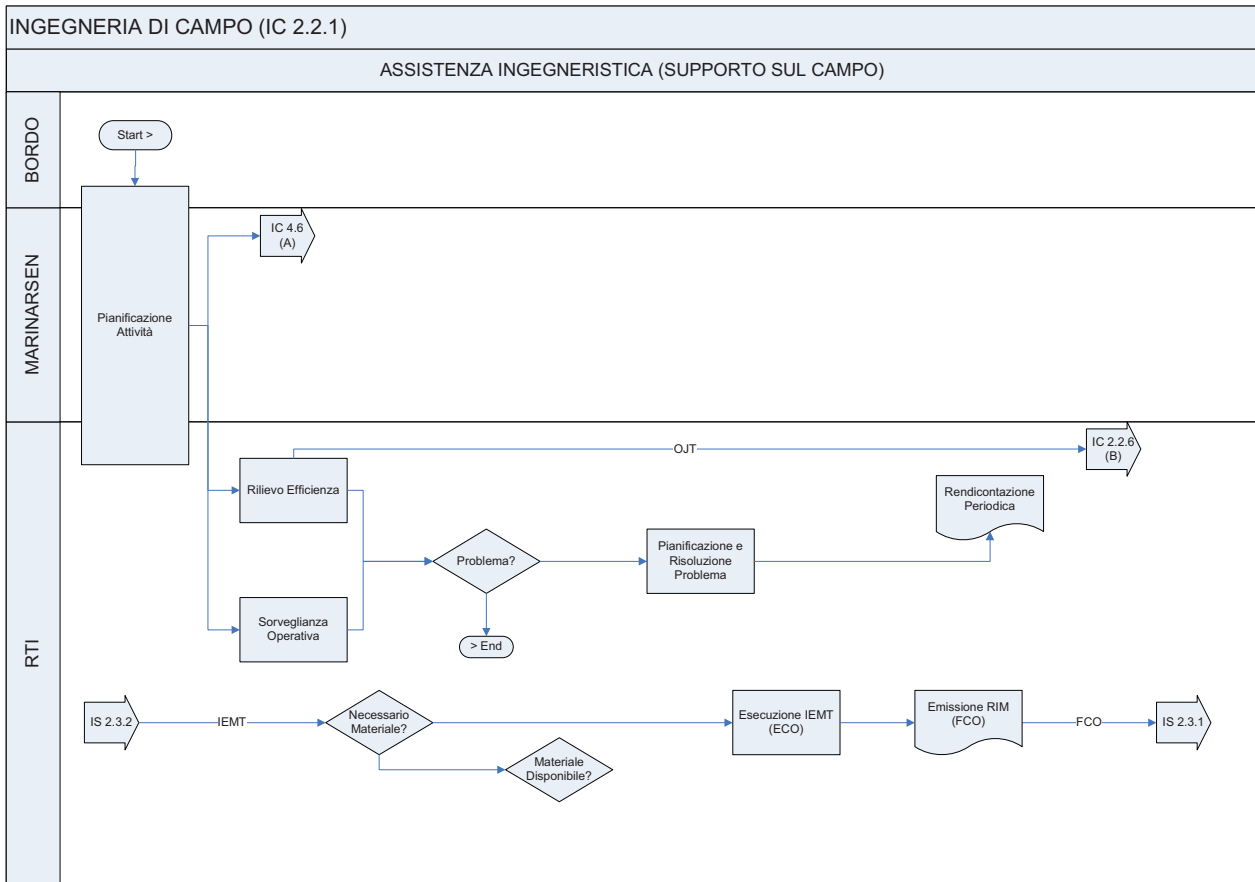 INGEGNERIA DI CAMPO (IC 2.2.1)
ASSISTENZA INGEGNERISTICA (SUPPORTO SUL CAMPO)
BORDO
Start >
MARINARSEN
Pianificazione
Attività
IC 4.6
(A)
RTI
Rilievo Efficienza
OJT
IC 2.2.6
(B)
Rendicontazione
Periodica
Problema?
Pianificazione e
Risoluzione
Problema
Sorveglianza
Operativa
> End
IS 2.3.2
IEMT
Necessario
Materiale?
Materiale
Disponibile?
Esecuzione IEMT
(ECO)
Emissione RIM
(FCO)
FCO
IS 2.3.1